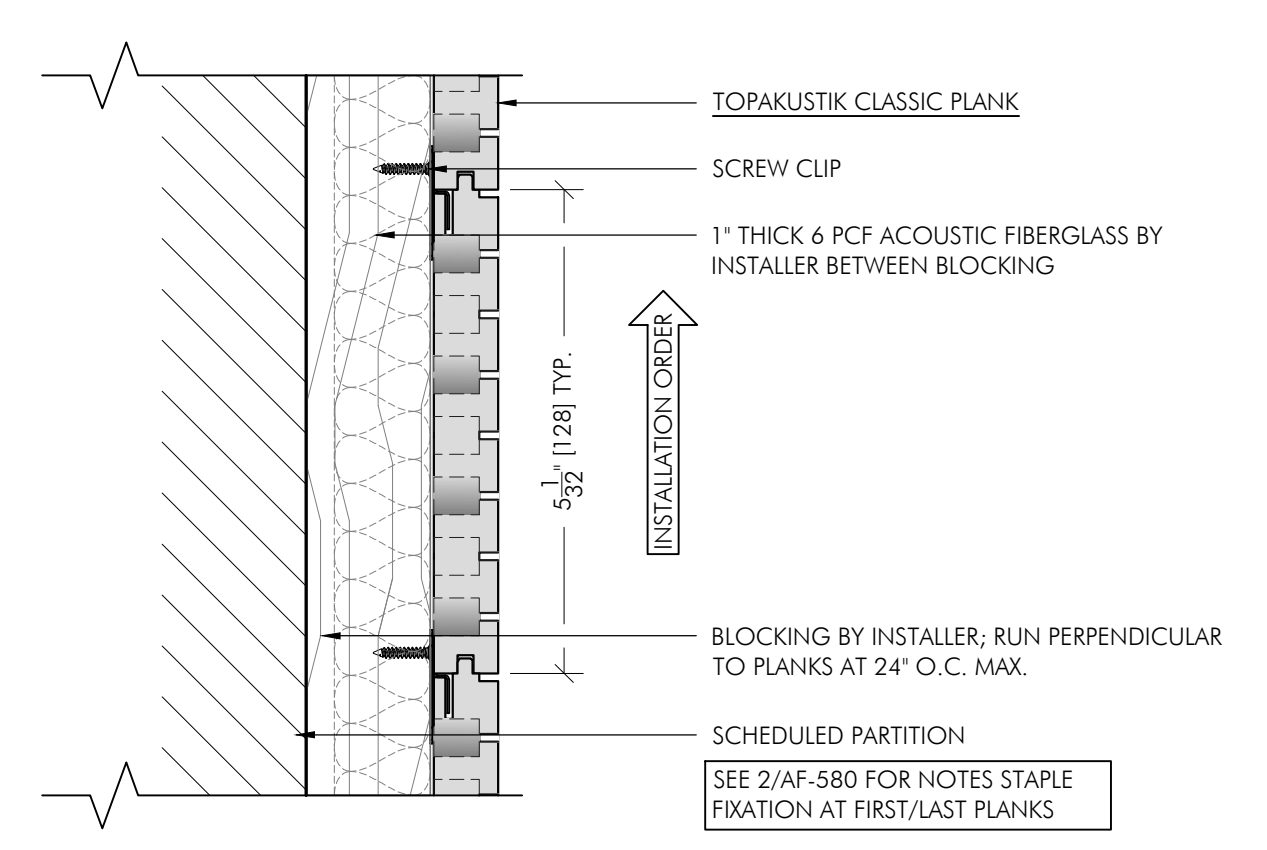 TOPAKUSTIK CLASSIC PLANK
SCREW CLIP
1" THICK 6 PCF ACOUSTIC FIBERGLASS BY
INSTALLER BETWEEN BLOCKING
INSTALLATION ORDER
5 1/32" [128] TYP.
BLOCKING BY INSTALLER; RUN PERPENDICULAR
TO PLANKS AT 24" O.C. MAX.
SCHEDULED PARTITION
SEE 2/AF-580 FOR NOTES STAPLE
FIXATION AT FIRST/LAST PLANKS